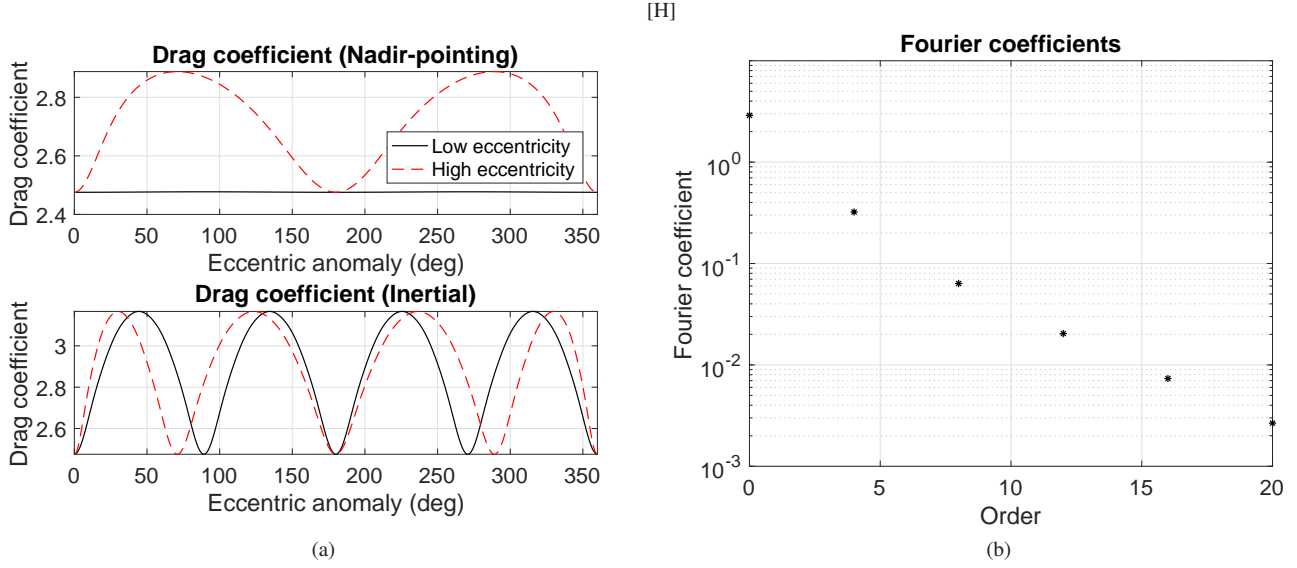 [H]
Drag coefficient (Nadir-pointing)
Drag coefficient
2.8
2.6
2.4
Low eccentricity
High eccentricity
0 50 100 150 200 250 300 350
Eccentric anomaly (deg)
Drag coefficient (Inertial)
Drag coefficient
3
2.8
2.6
0 50 100 150 200 250 300 350
Eccentric anomaly (deg)
(a)
Fourier coefficients
Fourier coefficient
10^0
10^-1
10^-2
10^-3
0 5 10 15 20
Order
(b)